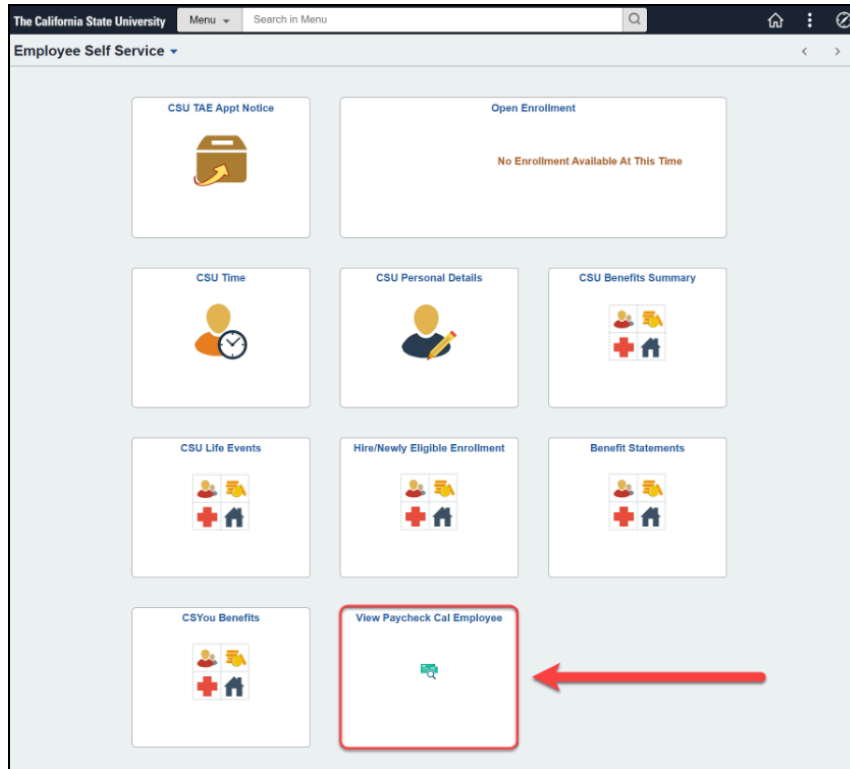 The California State University
Menu
Search in Menu
Employee Self Service
CSU TAE Appt Notice
Open Enrollment
No Enrollment Available At This Time
CSU Time
CSU Personal Details
CSU Benefits Summary
CSU Life Events
Hire/Newly Eligible Enrollment
Benefit Statements
CSYou Benefits
View Paycheck Cal Employee